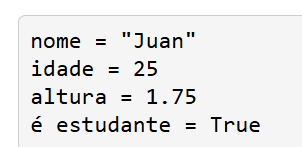 nome = "Juan"
idade = 25
altura = 1.75
é estudante = True